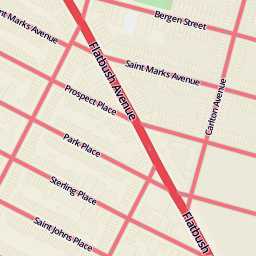 Bergen Street
Saint Marks Avenue
Flatbush Avenue
Saint Marks Avenue
Prospect Place
Carlton Avenue
Park Place
Sterling Place
Saint Johns Place
Flatbush